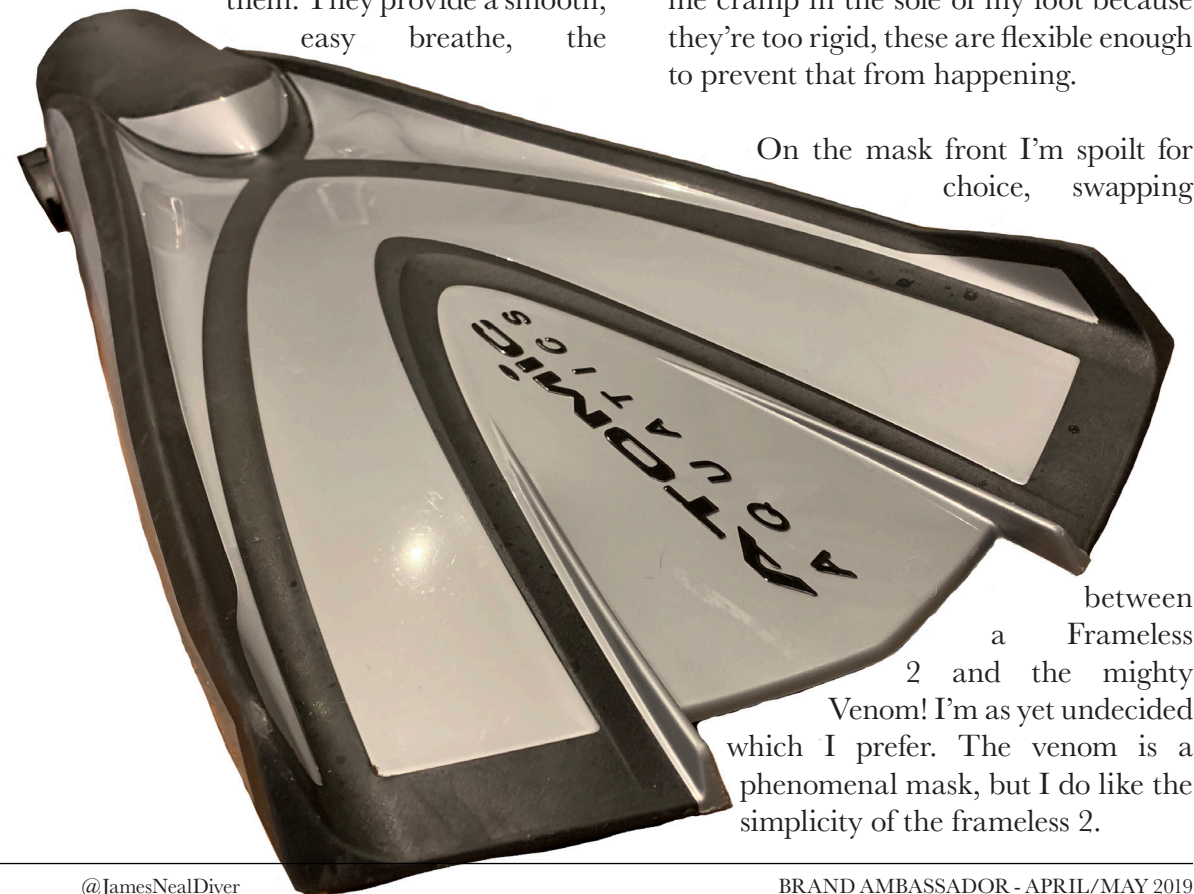 them. They provide a smooth,
easy breathe, the
me cramp in the sole of my foot because
they're too rigid, these are flexible enough
to prevent that from happening.
On the mask front I'm spoilt for
choice, swapping
ATOMIC
AQUATICS
between
a Frameless
2 and the mighty
Venom! I'm as yet undecided
which I prefer. The venom is a
phenomenal mask, but I do like the
simplicity of the frameless 2.
@JamesNealDiver
BRAND AMBASSADOR - APRIL/MAY 2019